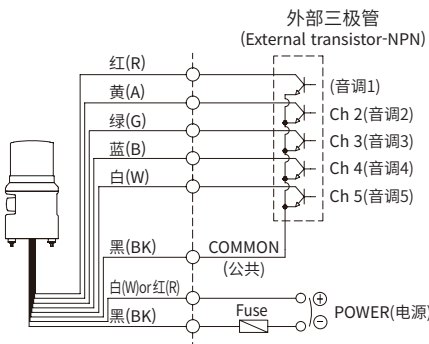 外部三极管
(External transistor-NPN)
红(R)
(音调1)
黄(A)
Ch 2(音调2)
绿(G)
Ch 3(音调3)
蓝(B)
Ch 4(音调4)
白(W)
Ch 5(音调5)
黑(BK)
COMMON
(公共)
白(W)or红(R)
黑(BK)
Fuse
POWER(电源)